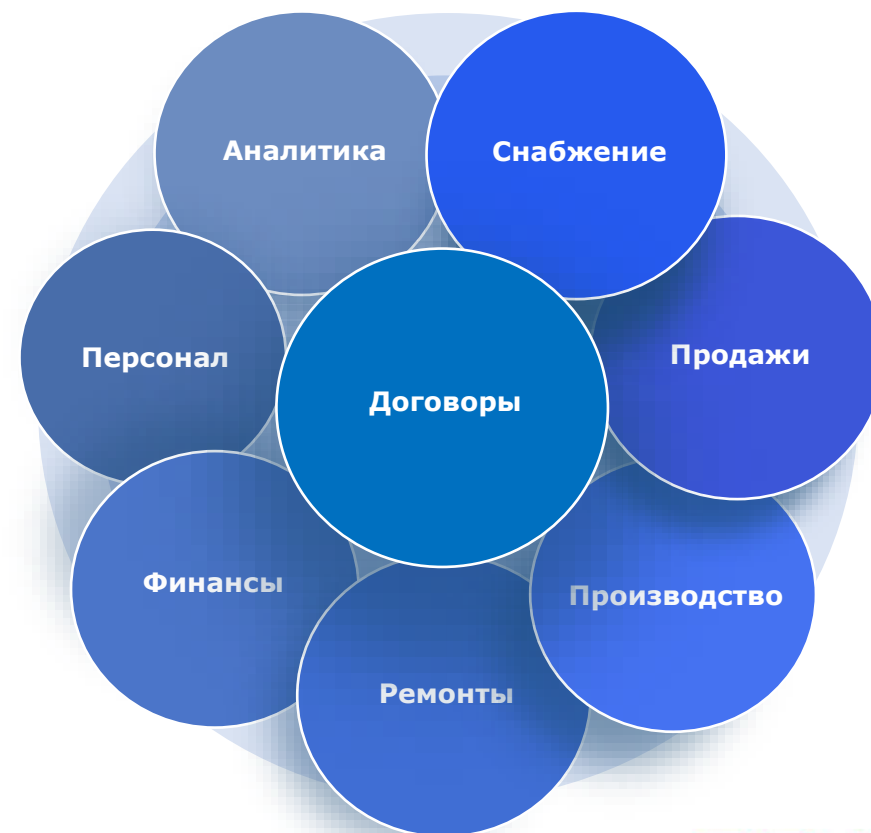 Аналитика
Снабжение
Персонал
Продажи
Договоры
Финансы
Производство
Ремонты